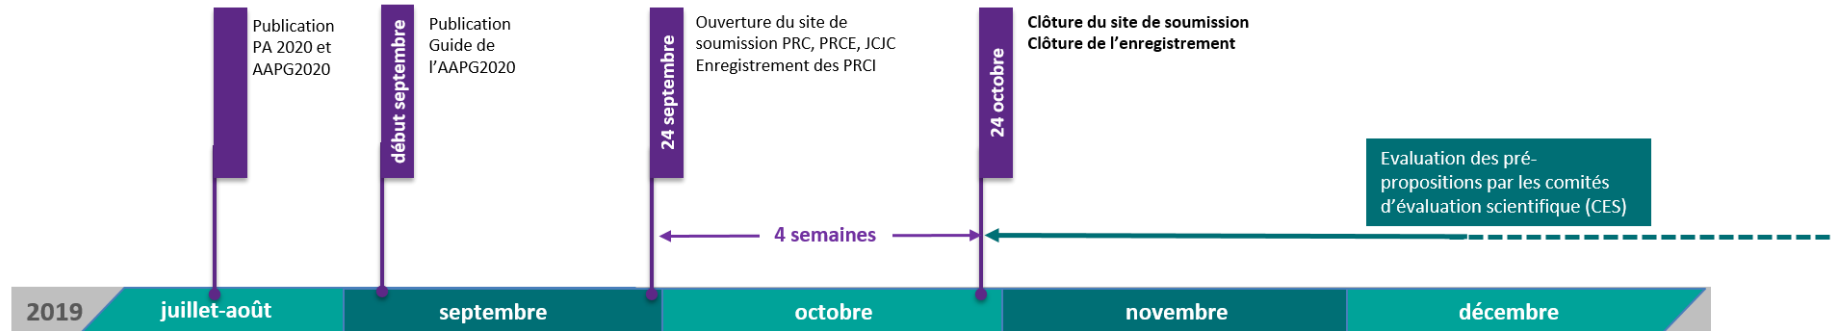 Publication
PA 2020 et
AAPG2020
début septembre
Publication
Guide de
l’AAPG2020
24 septembre
Ouverture du site de
soumission PRC, PRCE, JCJC
Enregistrement des PRCI
24 octobre
Clôture du site de soumission
Clôture de l’enregistrement
Evaluation des pré-
propositions par les comités
d’évaluation scientifique (CES)
4 semaines
2019
juillet-août
septembre
octobre
novembre
décembre